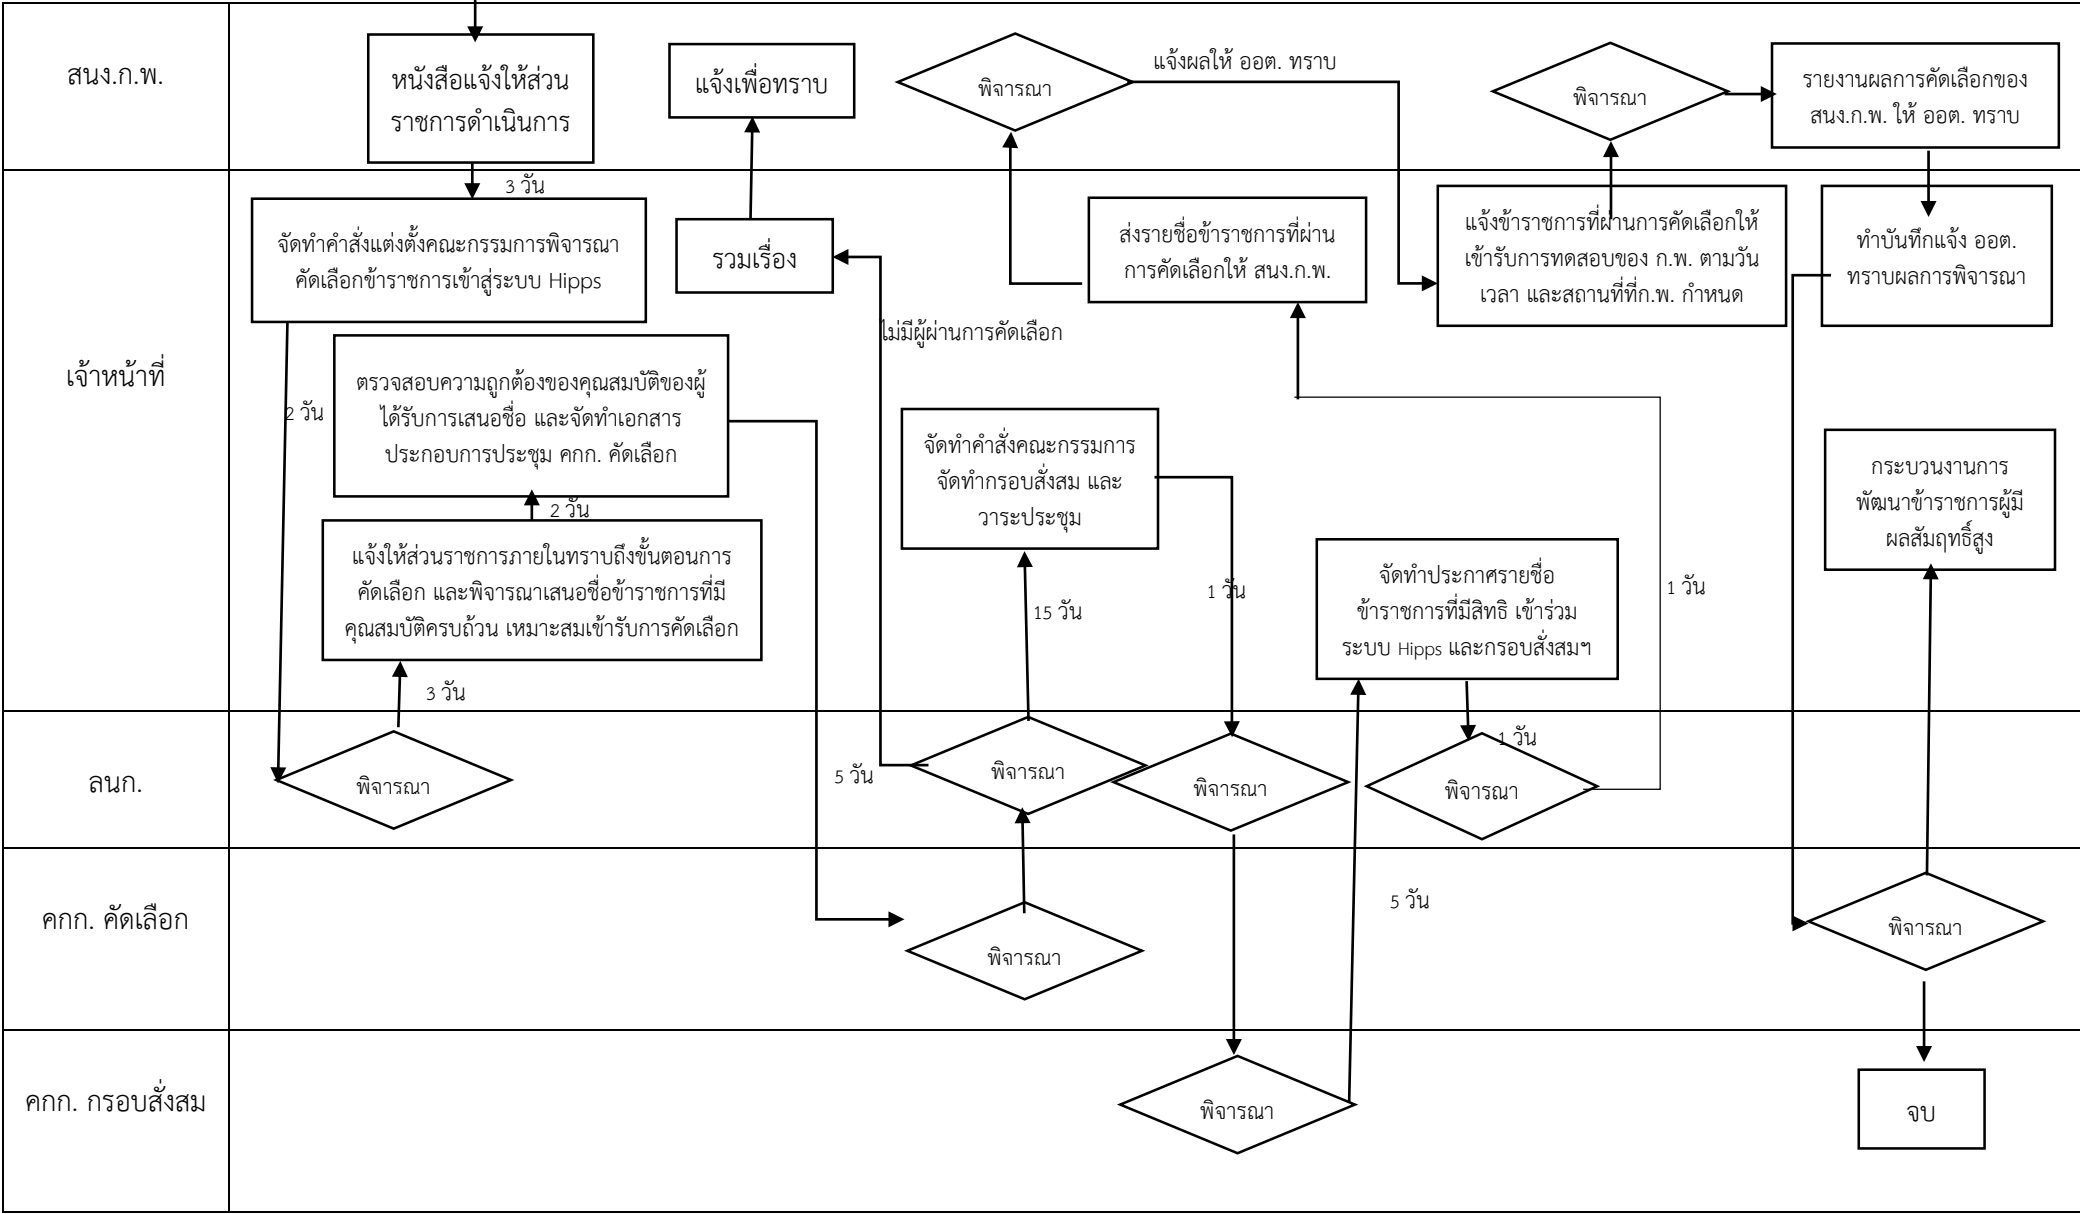 สนง.ก.พ.
หนังสือแจ้งให้ส่วน
ราชการดำเนินการ
แจ้งเพื่อทราบ
พิจารณา
แจ้งผลให้ ออต. ทราบ
พิจารณา
รายงานผลการคัดเลือกของ
สนง.ก.พ. ให้ ออต. ทราบ
เจ้าหน้าที่
3 วัน
จัดทำคำสั่งแต่งตั้งคณะกรรมการพิจารณา
คัดเลือกข้าราชการเข้าสู่ระบบ Hipps
รวมเรื่อง
ส่งรายชื่อข้าราชการที่ผ่าน
การคัดเลือกให้ สนง.ก.พ.
แจ้งข้าราชการที่ผ่านการคัดเลือกให้
เข้ารับการทดสอบของ ก.พ. ตามวัน
เวลา และสถานที่ที่ก.พ. กำหนด
ทำบันทึกแจ้ง ออต.
ทราบผลการพิจารณา
ไม่มีผู้ผ่านการคัดเลือก
2 วัน
ตรวจสอบความถูกต้องของคุณสมบัติของผู้
ได้รับการเสนอชื่อ และจัดทำเอกสาร
ประกอบการประชุม คกก. คัดเลือก
จัดทำคำสั่งคณะกรรมการ
จัดทำกรอบสั่งสม และ
วาระประชุม
กระบวนงานการ
พัฒนาข้าราชการผู้มี
ผลสัมฤทธิ์สูง
2 วัน
แจ้งให้ส่วนราชการภายในทราบถึงขั้นตอนการ
คัดเลือก และพิจารณาเสนอชื่อข้าราชการที่มี
คุณสมบัติครบถ้วน เหมาะสมเข้ารับการคัดเลือก
15 วัน
1 วัน
จัดทำประกาศรายชื่อ
ข้าราชการที่มีสิทธิ เข้าร่วม
ระบบ Hipps และกรอบสั่งสมฯ
1 วัน
3 วัน
ลนก.
พิจารณา
5 วัน
พิจารณา
พิจารณา
1 วัน
พิจารณา
คกก. คัดเลือก
พิจารณา
5 วัน
พิจารณา
คกก. กรอบสั่งสม
พิจารณา
จบ